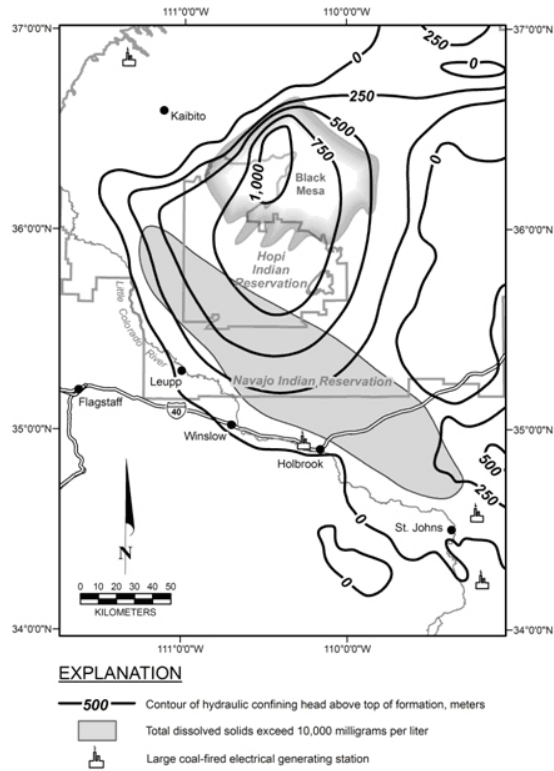 111°0'0"W
110°0'0"W
37°0'0"N
37°0'0"N
250
0
0
Kaibito
250
500
0
750
1,000
Black
Mesa
36°0'0"N
36°0'0"N
Hopi
Indian
Reservation
Little Colorado River
Leupp
Navajo Indian Reservation
Flagstaff
40
Winslow
35°0'0"N
35°0'0"N
Holbrook
500
250
0
St. Johns
N
0
0 10 20 30 40 50
KILOMETERS
34°0'0"N
34°0'0"N
111°0'0"W
110°0'0"W
EXPLANATION
500
Contour of hydraulic confining head above top of formation, meters
Total dissolved solids exceed 10,000 milligrams per liter
Large coal-fired electrical generating station